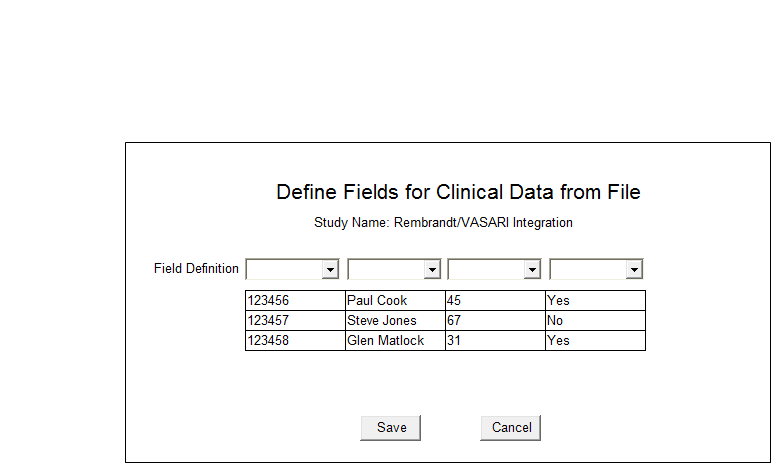 Define Fields for Clinical Data from File
Study Name: Rembrandt/VASARI Integration
Field Definition
123456 Paul Cook 45 Yes
123457 Steve Jones 67 No
123458 Glen Matlock 31 Yes
Save Cancel